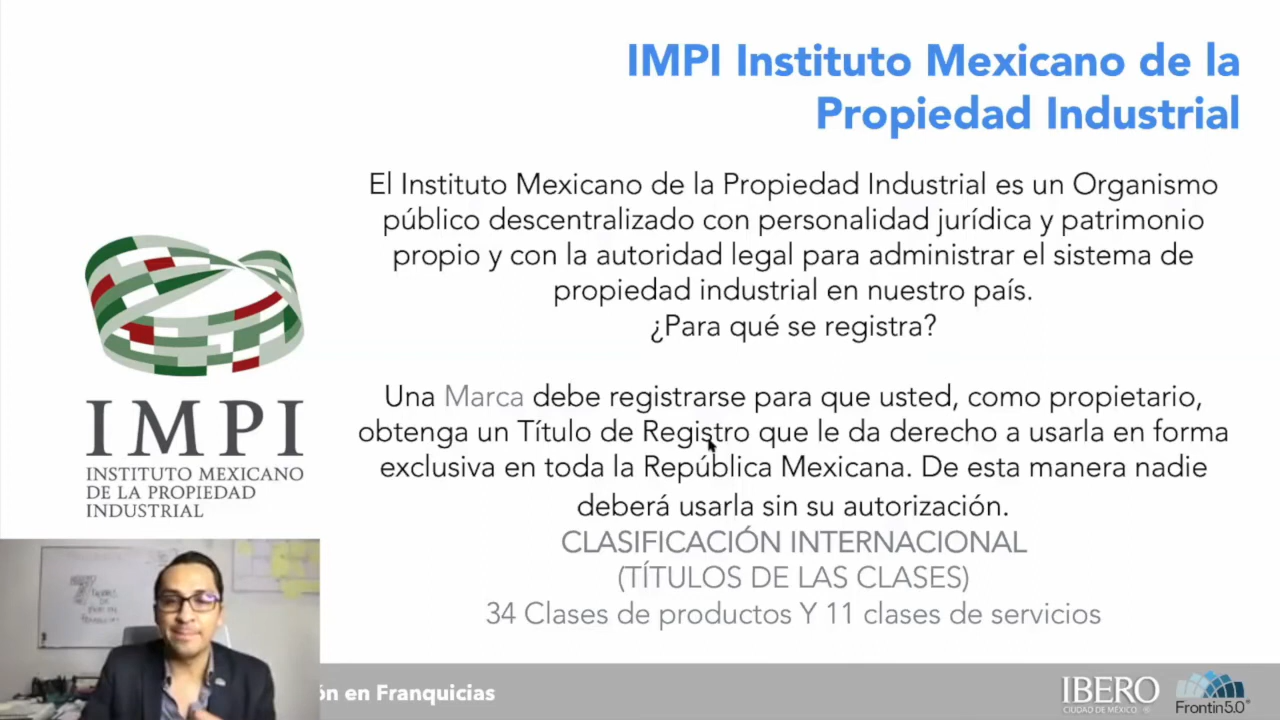 IMPI Instituto Mexicano de la
Propiedad Industrial
El Instituto Mexicano de la Propiedad Industrial es un Organismo
público descentralizado con personalidad jurídica y patrimonio
propio y con la autoridad legal para administrar el sistema de
propiedad industrial en nuestro país.
¿Para qué se registra?
Una Marca debe registrarse para que usted, como propietario,
obtenga un Título de Registro que le da derecho a usarla en forma
exclusiva en toda la República Mexicana. De esta manera nadie
deberá usarla sin su autorización.
CLASIFICACIÓN INTERNACIONAL
(TÍTULOS DE LAS CLASES)
34 Clases de productos Y 11 clases de servicios
IMPI
INSTITUTO MEXICANO
DE LA PROPIEDAD
INDUSTRIAL
ón en Franquicias
IBERO
CIUDAD DE MÉXICO
Frontin5.0®